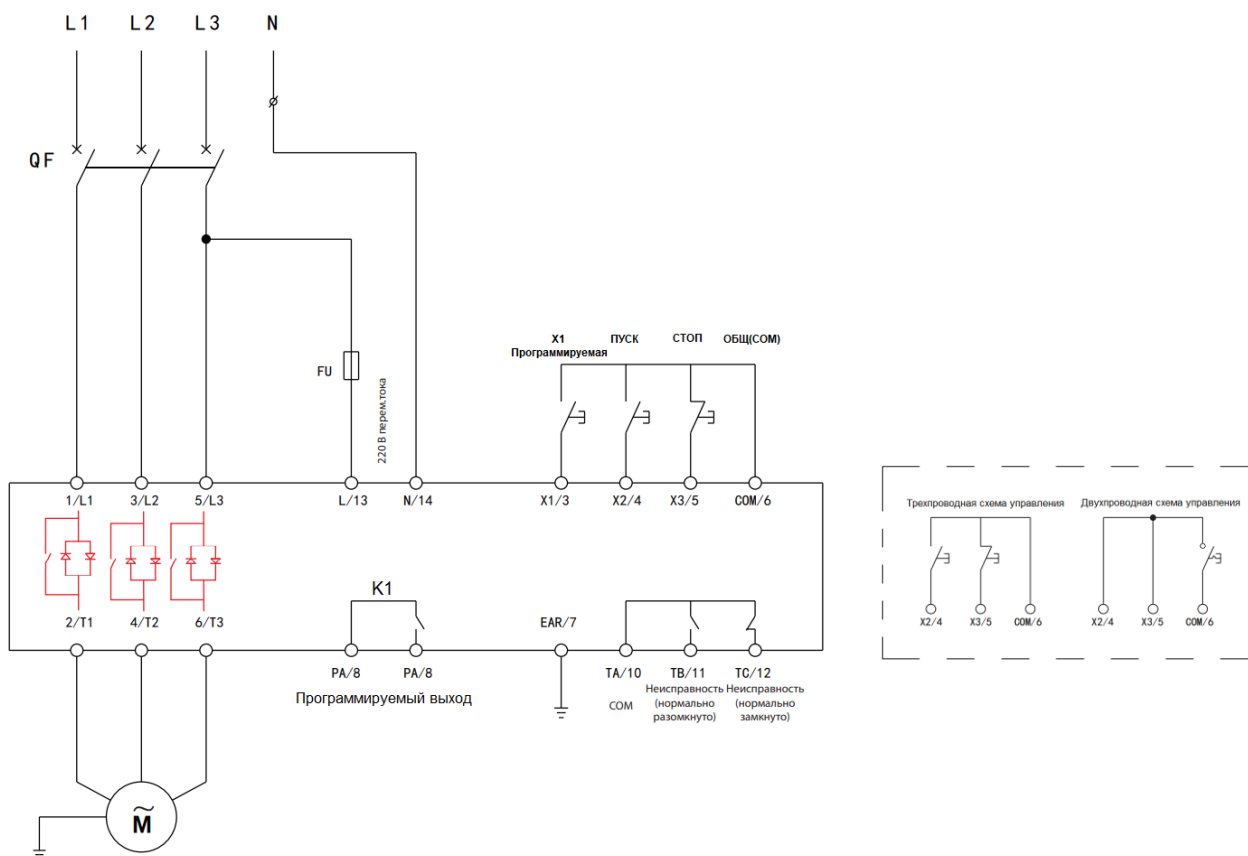 L1 L2 L3 N
QF
FU
220 В перем.тока
X1 ПУСК СТОП ОБЩ(COM)
Программируемая
1/L1 3/L2 5/L3 L/13 N/14 X1/3 X2/4 X3/5 COM/6
2/T1 4/T2 6/T3 K1 EAR/7
PA/8 PA/8 TA/10 TB/11 TC/12
Программируемый выход
COM
Неисправность
(нормально
разомкнуто)
Неисправность
(нормально
замкнуто)
M
Трехпроводная схема управления
X2/4 X3/5 COM/6
Двухпроводная схема управления
X2/4 X3/5 COM/6